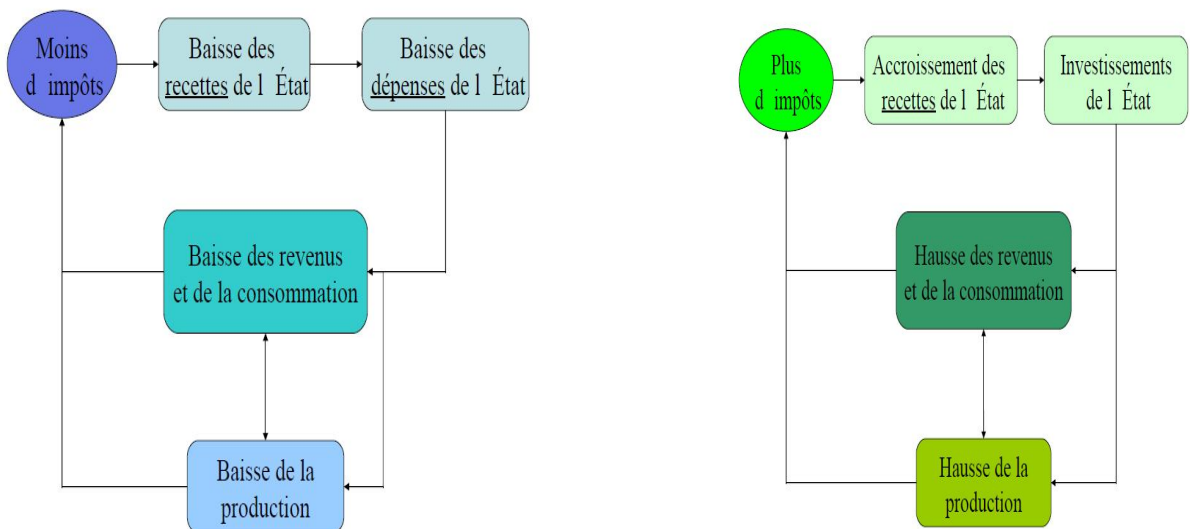 Moins
d impôts
Baisse des
recettes de l État
Baisse des
dépenses de l État
Baisse des revenus
et de la consommation
Baisse de la
production
Plus
d impôts
Accroissement des
recettes de l État
Investissements
de l État
Hausse des revenus
et de la consommation
Hausse de la
production